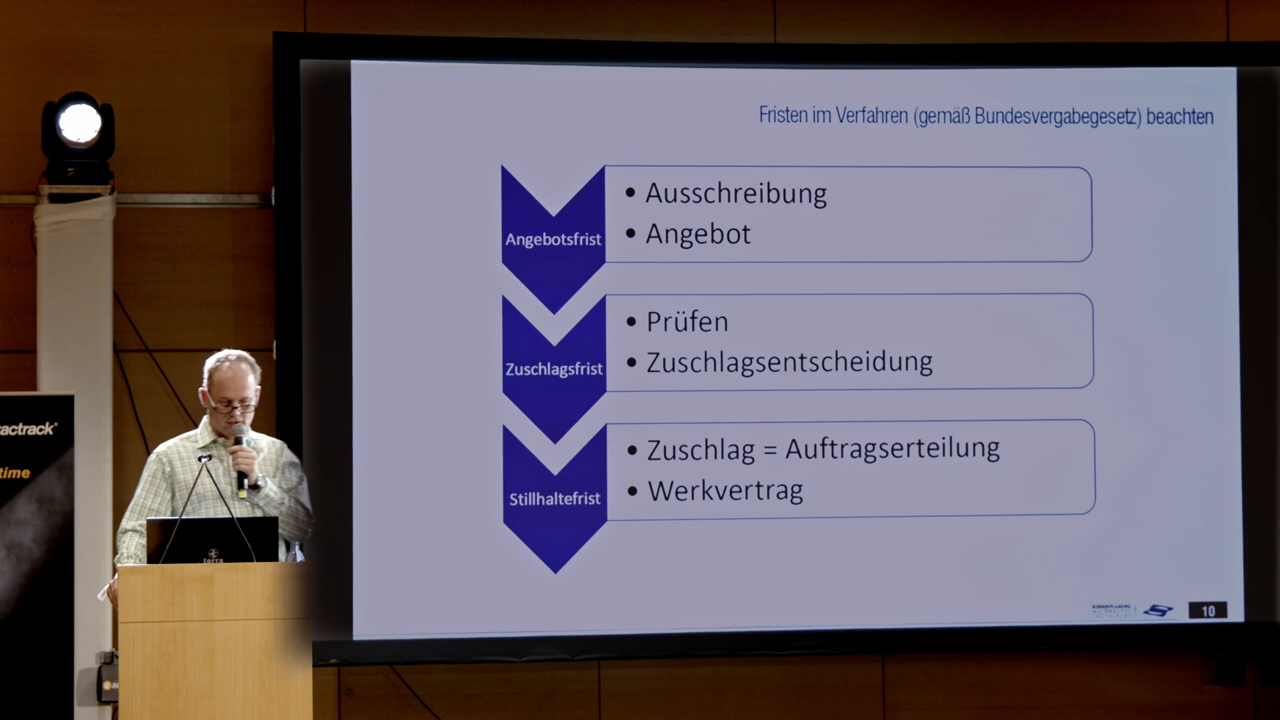 Fristen im Verfahren (gemäß Bundesvergabegesetz) beachten
Angebotsfrist
• Ausschreibung
• Angebot
Zuschlagsfrist
• Prüfen
• Zuschlagsentscheidung
Stillhaltefrist
• Zuschlag = Auftragserteilung
• Werkvertrag
10
actrack®
time
terra